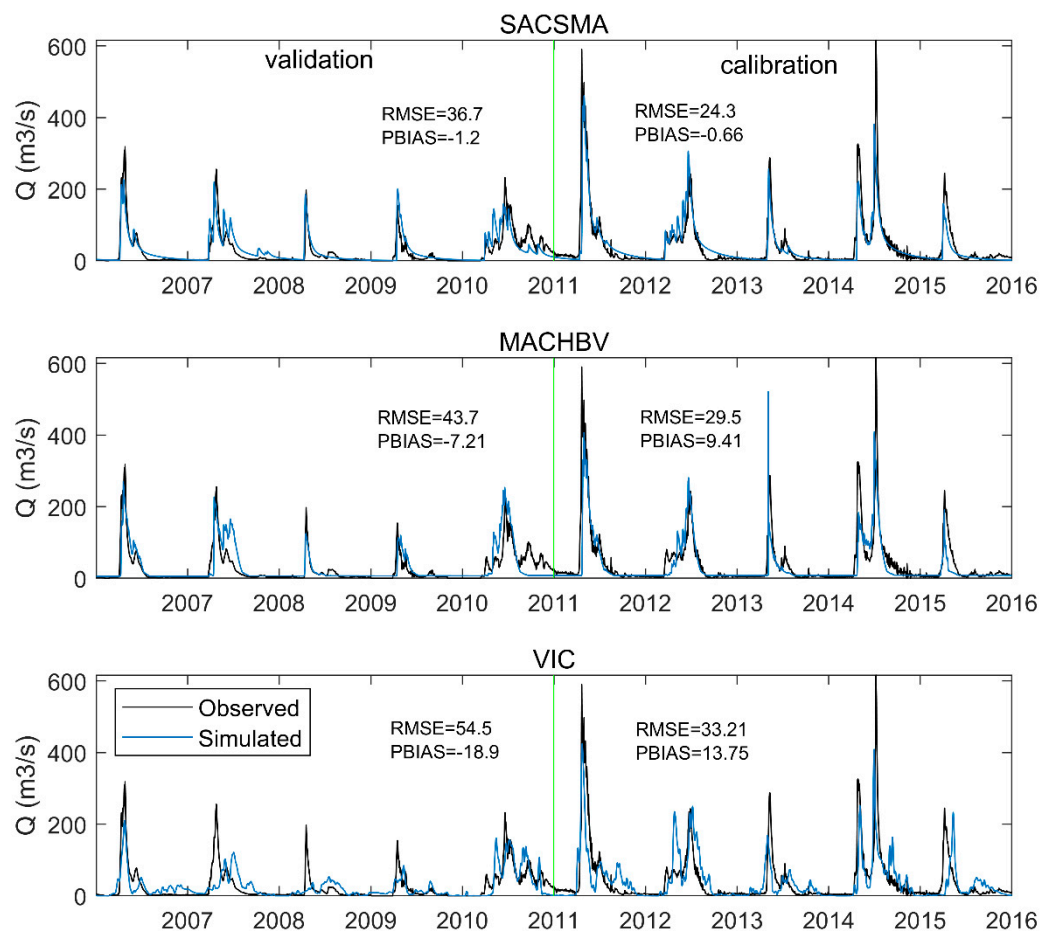 SACSMA
600
validation
calibration
400
RMSE=36.7
RMSE=24.3
PBIAS=-1.2
PBIAS=-0.66
Q (m3/s)
200
0
2007 2008 2009 2010 2011 2012 2013 2014 2015 2016
MACHBV
600
RMSE=43.7
RMSE=29.5
400
PBIAS=-7.21
PBIAS=9.41
Q (m3/s)
200
0
2007 2008 2009 2010 2011 2012 2013 2014 2015 2016
VIC
600
Observed
Simulated
RMSE=54.5
RMSE=33.21
PBIAS=-18.9
PBIAS=13.75
400
Q (m3/s)
200
0
2007 2008 2009 2010 2011 2012 2013 2014 2015 2016